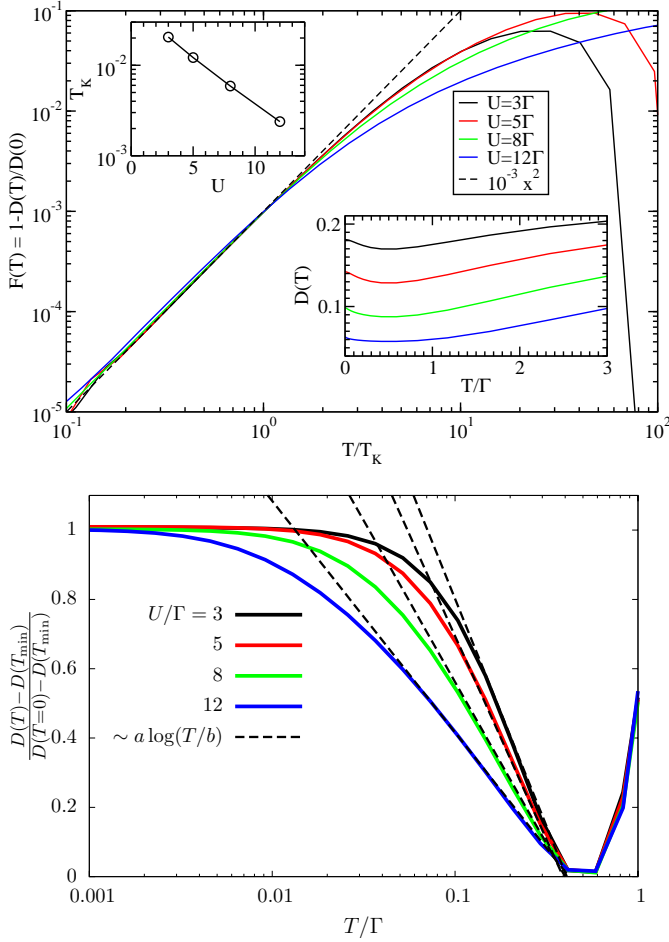 10^0
10^-1
10^-2
10^-3
10^-4
10^-5
F(T) = 1-D(T)/D(0)
10^-1
10^0
10^1
10^2
T/T_K
T_K
10^-2
10^-3
0
5
10
U
U=3Γ
U=5Γ
U=8Γ
U=12Γ
10^-3 x^2
D(T)
0.2
0.1
0
1
2
3
T/Γ
1
0.8
0.6
0.4
0.2
0
D(T)−D(T_min)
D(T=0)−D(T_min)
U/Γ = 3
5
8
12
∼ a log(T/b)
0.001
0.01
0.1
1
T/Γ